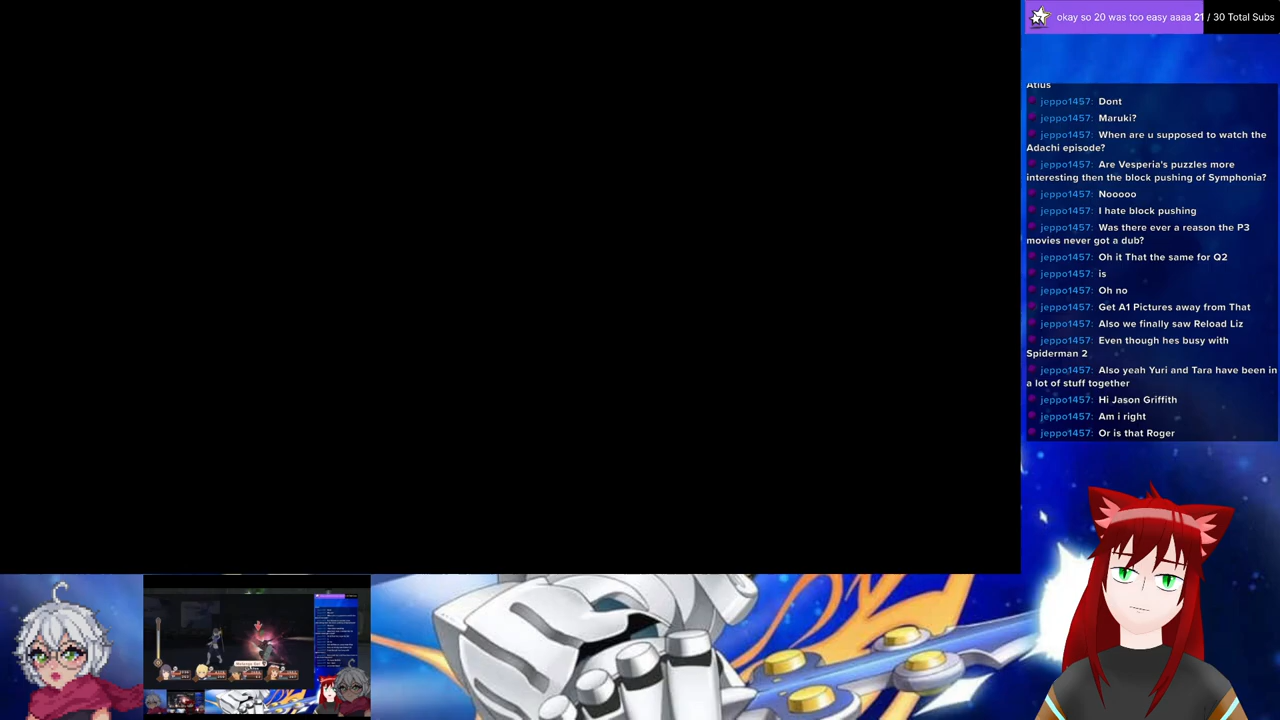 okay so 20 was too easy aaaa 21 / 30 Total Subs
Atlus
jeppo1457: Dont
jeppo1457: Maruki?
jeppo1457: When are u supposed to watch the
Adachi episode?
jeppo1457: Are Vesperia's puzzles more
interesting then the block pushing of Symphonia?
jeppo1457: Nooooo
jeppo1457: I hate block pushing
jeppo1457: Was there ever a reason the P3
movies never got a dub?
jeppo1457: Oh it That the same for Q2
jeppo1457: is
jeppo1457: Oh no
jeppo1457: Get A1 Pictures away from That
jeppo1457: Also we finally saw Reload Liz
jeppo1457: Even though hes busy with
Spiderman 2
jeppo1457: Also yeah Yuri and Tara have been in
a lot of stuff together
jeppo1457: Hi Jason Griffith
jeppo1457: Am i right
jeppo1457: Or is that Roger